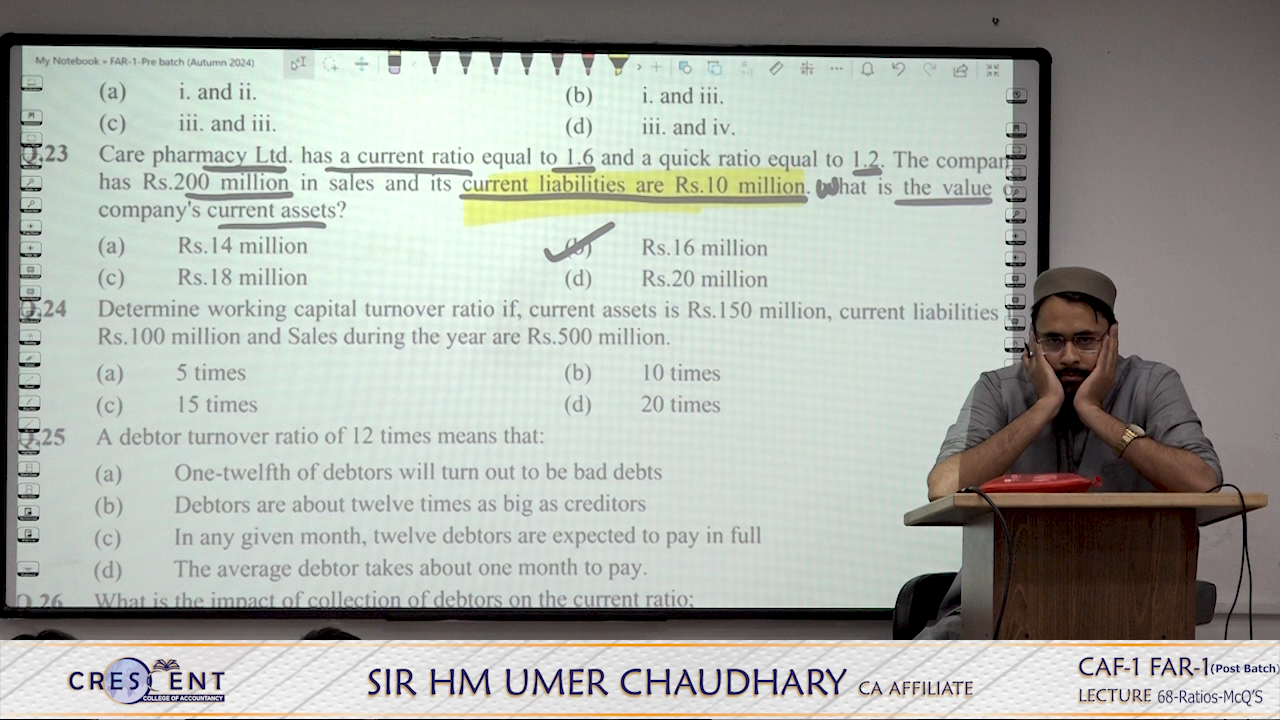 My Notebook » FAR-1-Pre batch (Autumn 2024)
(a) i. and ii. (b) i. and iii.
(c) iii. and iii. (d) iii. and iv.
Q.23 Care pharmacy Ltd. has a current ratio equal to 1.6 and a quick ratio equal to 1.2. The compan
has Rs.200 million in sales and its current liabilities are Rs.10 million. What is the value
company's current assets?
(a) Rs.14 million (b) Rs.16 million
(c) Rs.18 million (d) Rs.20 million
Q.24 Determine working capital turnover ratio if, current assets is Rs.150 million, current liabilities
Rs.100 million and Sales during the year are Rs.500 million.
(a) 5 times (b) 10 times
(c) 15 times (d) 20 times
Q.25 A debtor turnover ratio of 12 times means that:
(a) One-twelfth of debtors will turn out to be bad debts
(b) Debtors are about twelve times as big as creditors
(c) In any given month, twelve debtors are expected to pay in full
(d) The average debtor takes about one month to pay.
Q.26 What is the impact of collection of debtors on the current ratio;
CRESCENT
COLLEGE OF ACCOUNTANCY
SIR HM UMER CHAUDHARY CA AFFILIATE
CAF-1 FAR-1(Post Batch)
LECTURE 68-Ratios-McQ'S